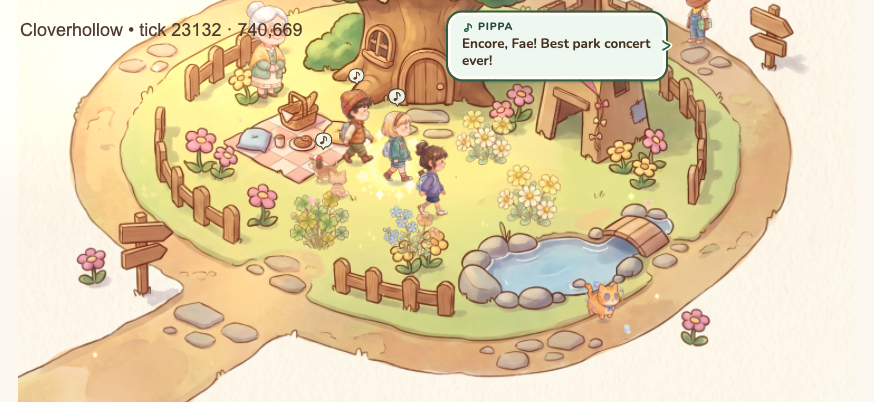 Cloverhollow • tick 23132 · 740,669
♪ PIPPA
Encore, Fae! Best park concert
ever!